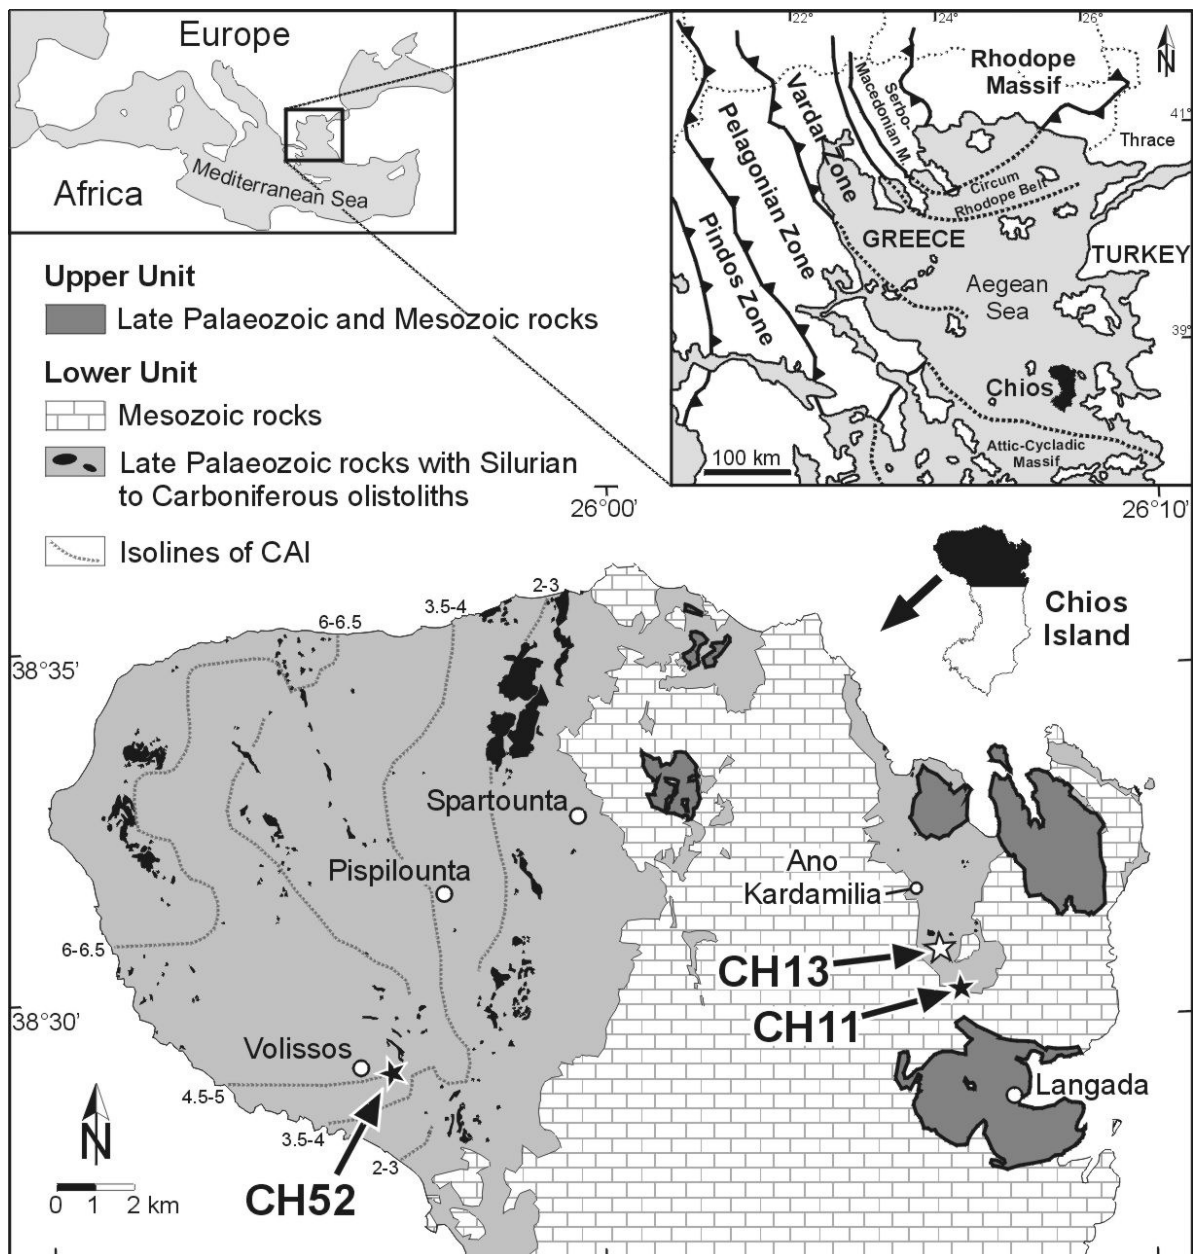 Europe
Africa
Mediterranean Sea
22°
24°
26°
N
41°
39°
Rhodope
Massif
Serbo-
Macedonian M.
Vardar Zone
Pelagonian Zone
Pindos Zone
Thrace
Circum
Rhodope Belt
GREECE
TURKEY
Aegean
Sea
Chios
Attic-Cycladic
Massif
100 km
Upper Unit
Late Palaeozoic and Mesozoic rocks
Lower Unit
Mesozoic rocks
Late Palaeozoic rocks with Silurian
to Carboniferous olistoliths
Isolines of CAI
26°00'
26°10'
Chios
Island
38°35'
38°30'
6-6.5
3.5-4
2-3
Spartounta
Pispilounta
Ano
Kardamilia
6-6.5
CH13
CH11
Volissos
4.5-5
3.5-4
2-3
CH52
Langada
N
0 1 2 km